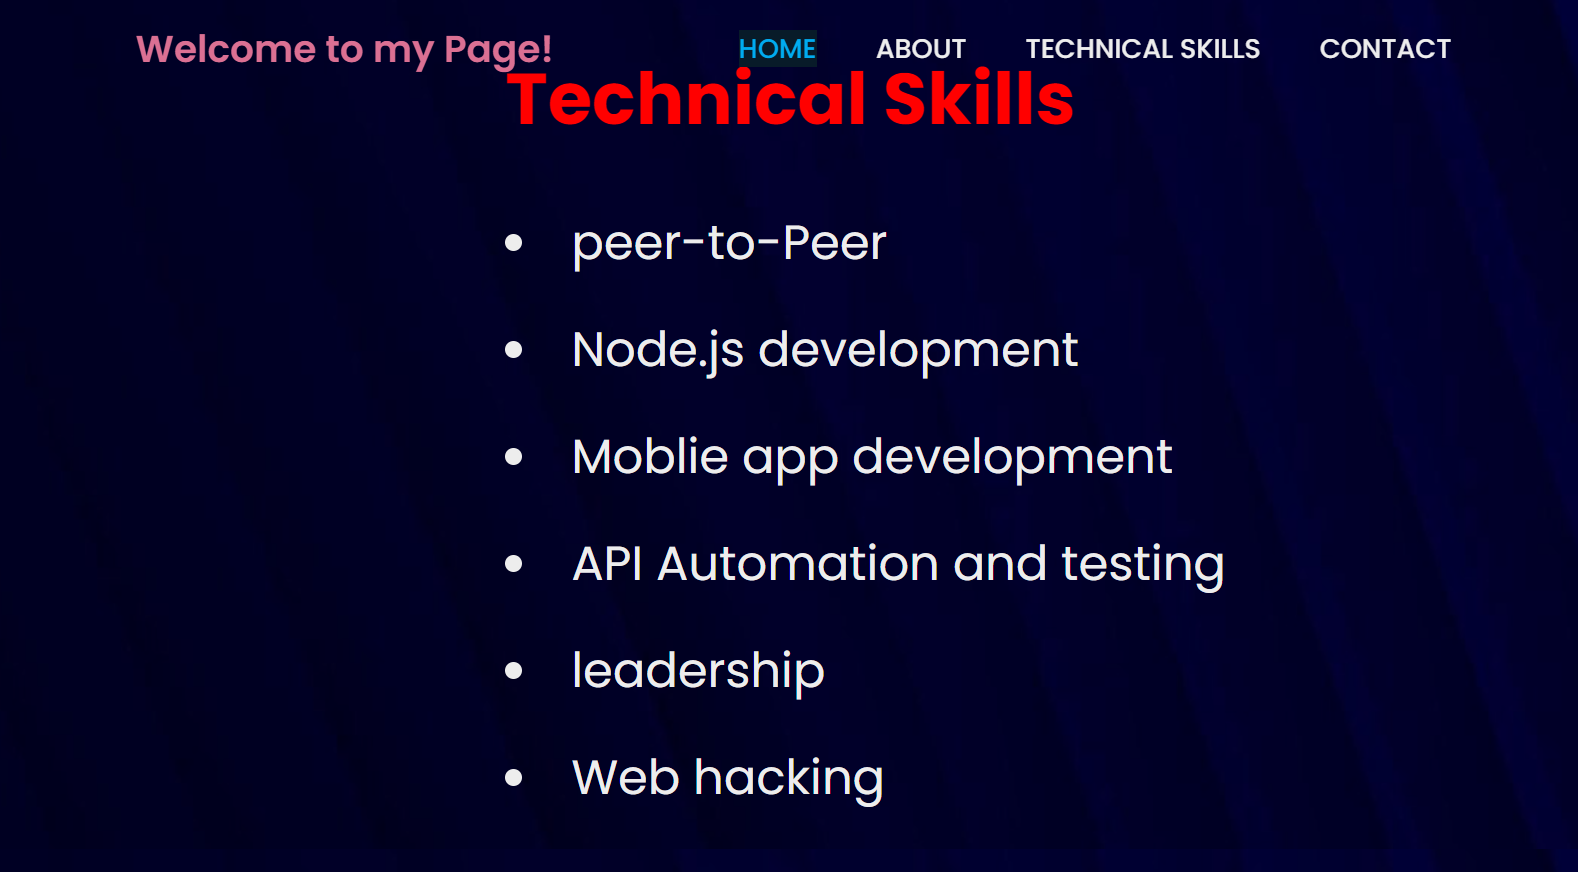 Welcome to my Page! HOME ABOUT TECHNICAL SKILLS CONTACT
Technical Skills
peer-to-Peer
Node.js development
Moblie app development
API Automation and testing
leadership
Web hacking